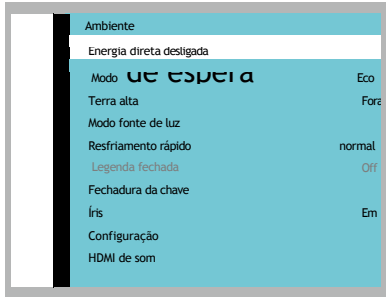 Ambiente
Energia direta desligada
Modo de espera Eco
Terra alta Fora
Modo fonte de luz
Resfriamento rápido normal
Legenda fechada Off
Fechadura da chave
Íris Em
Configuração
HDMI de som